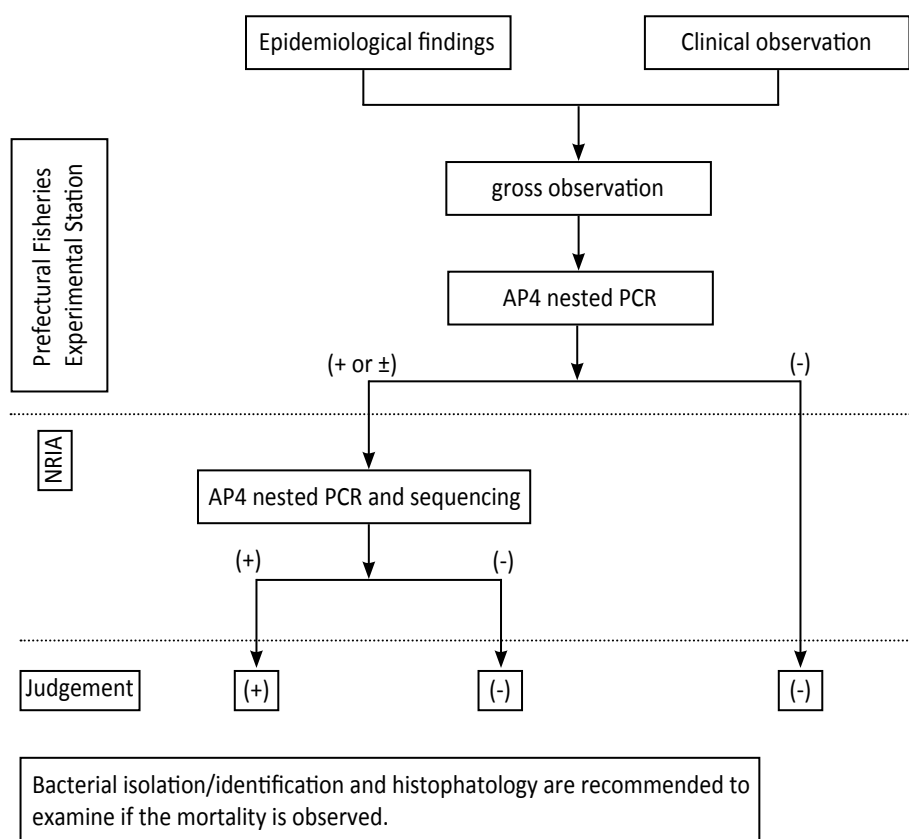 Epidemiological findings
Clinical observation
Prefectural Fisheries
Experimental Station
gross observation
AP4 nested PCR
(+ or ±)
(-)
NRIA
AP4 nested PCR and sequencing
(+)
(-)
Judgement
(+)
(-)
(-)
Bacterial isolation/identification and histophatology are recommended to
examine if the mortality is observed.